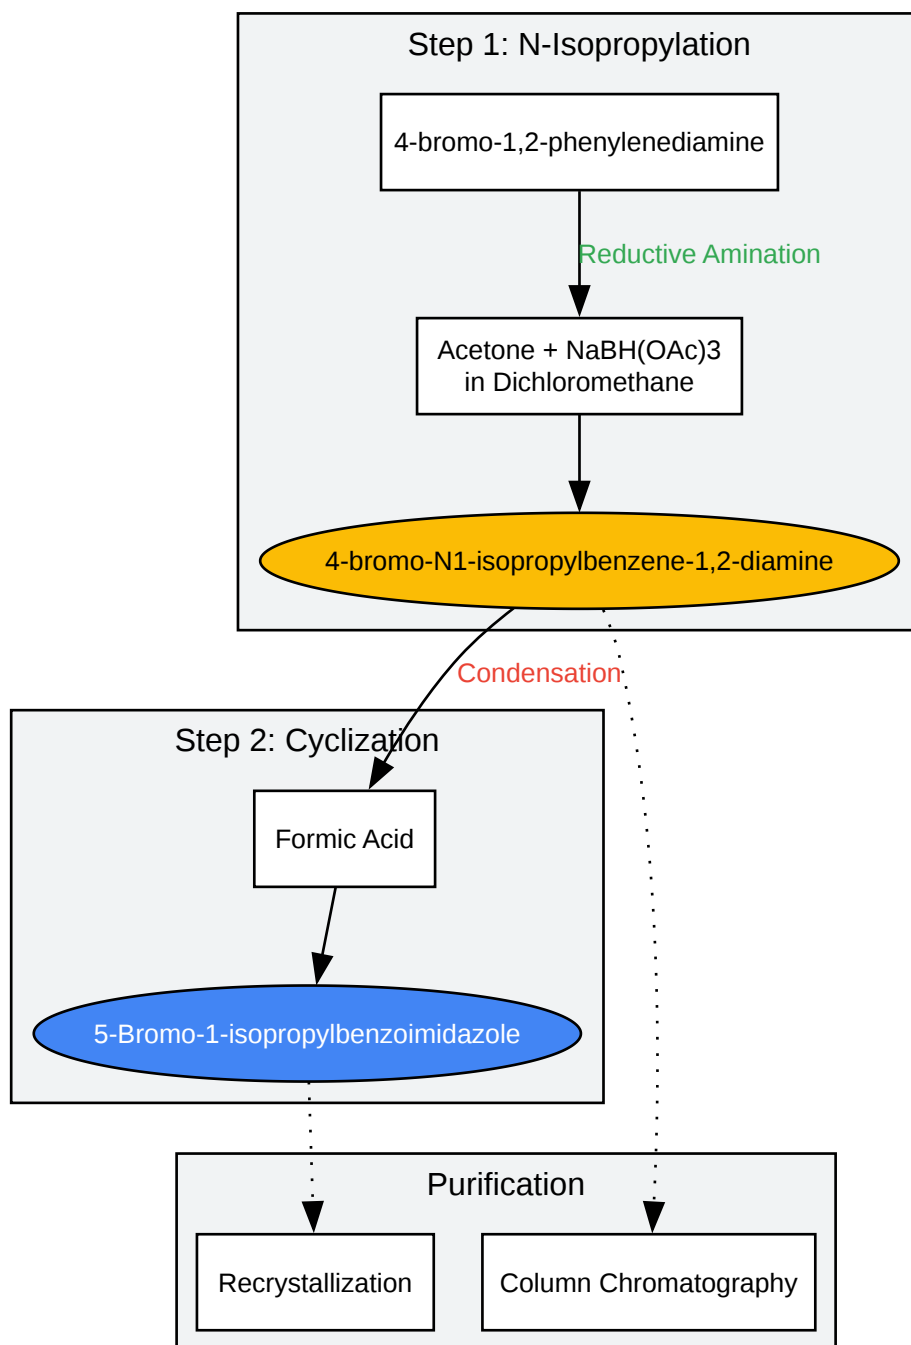 Step 1: N-Isopropylation
4-bromo-1,2-phenylenediamine
Reductive Amination
Acetone + NaBH(OAc)3
in Dichloromethane
4-bromo-N1-isopropylbenzene-1,2-diamine
Condensation
Step 2: Cyclization
Formic Acid
5-Bromo-1-isopropylbenzoimidazole
Purification
Recrystallization
Column Chromatography